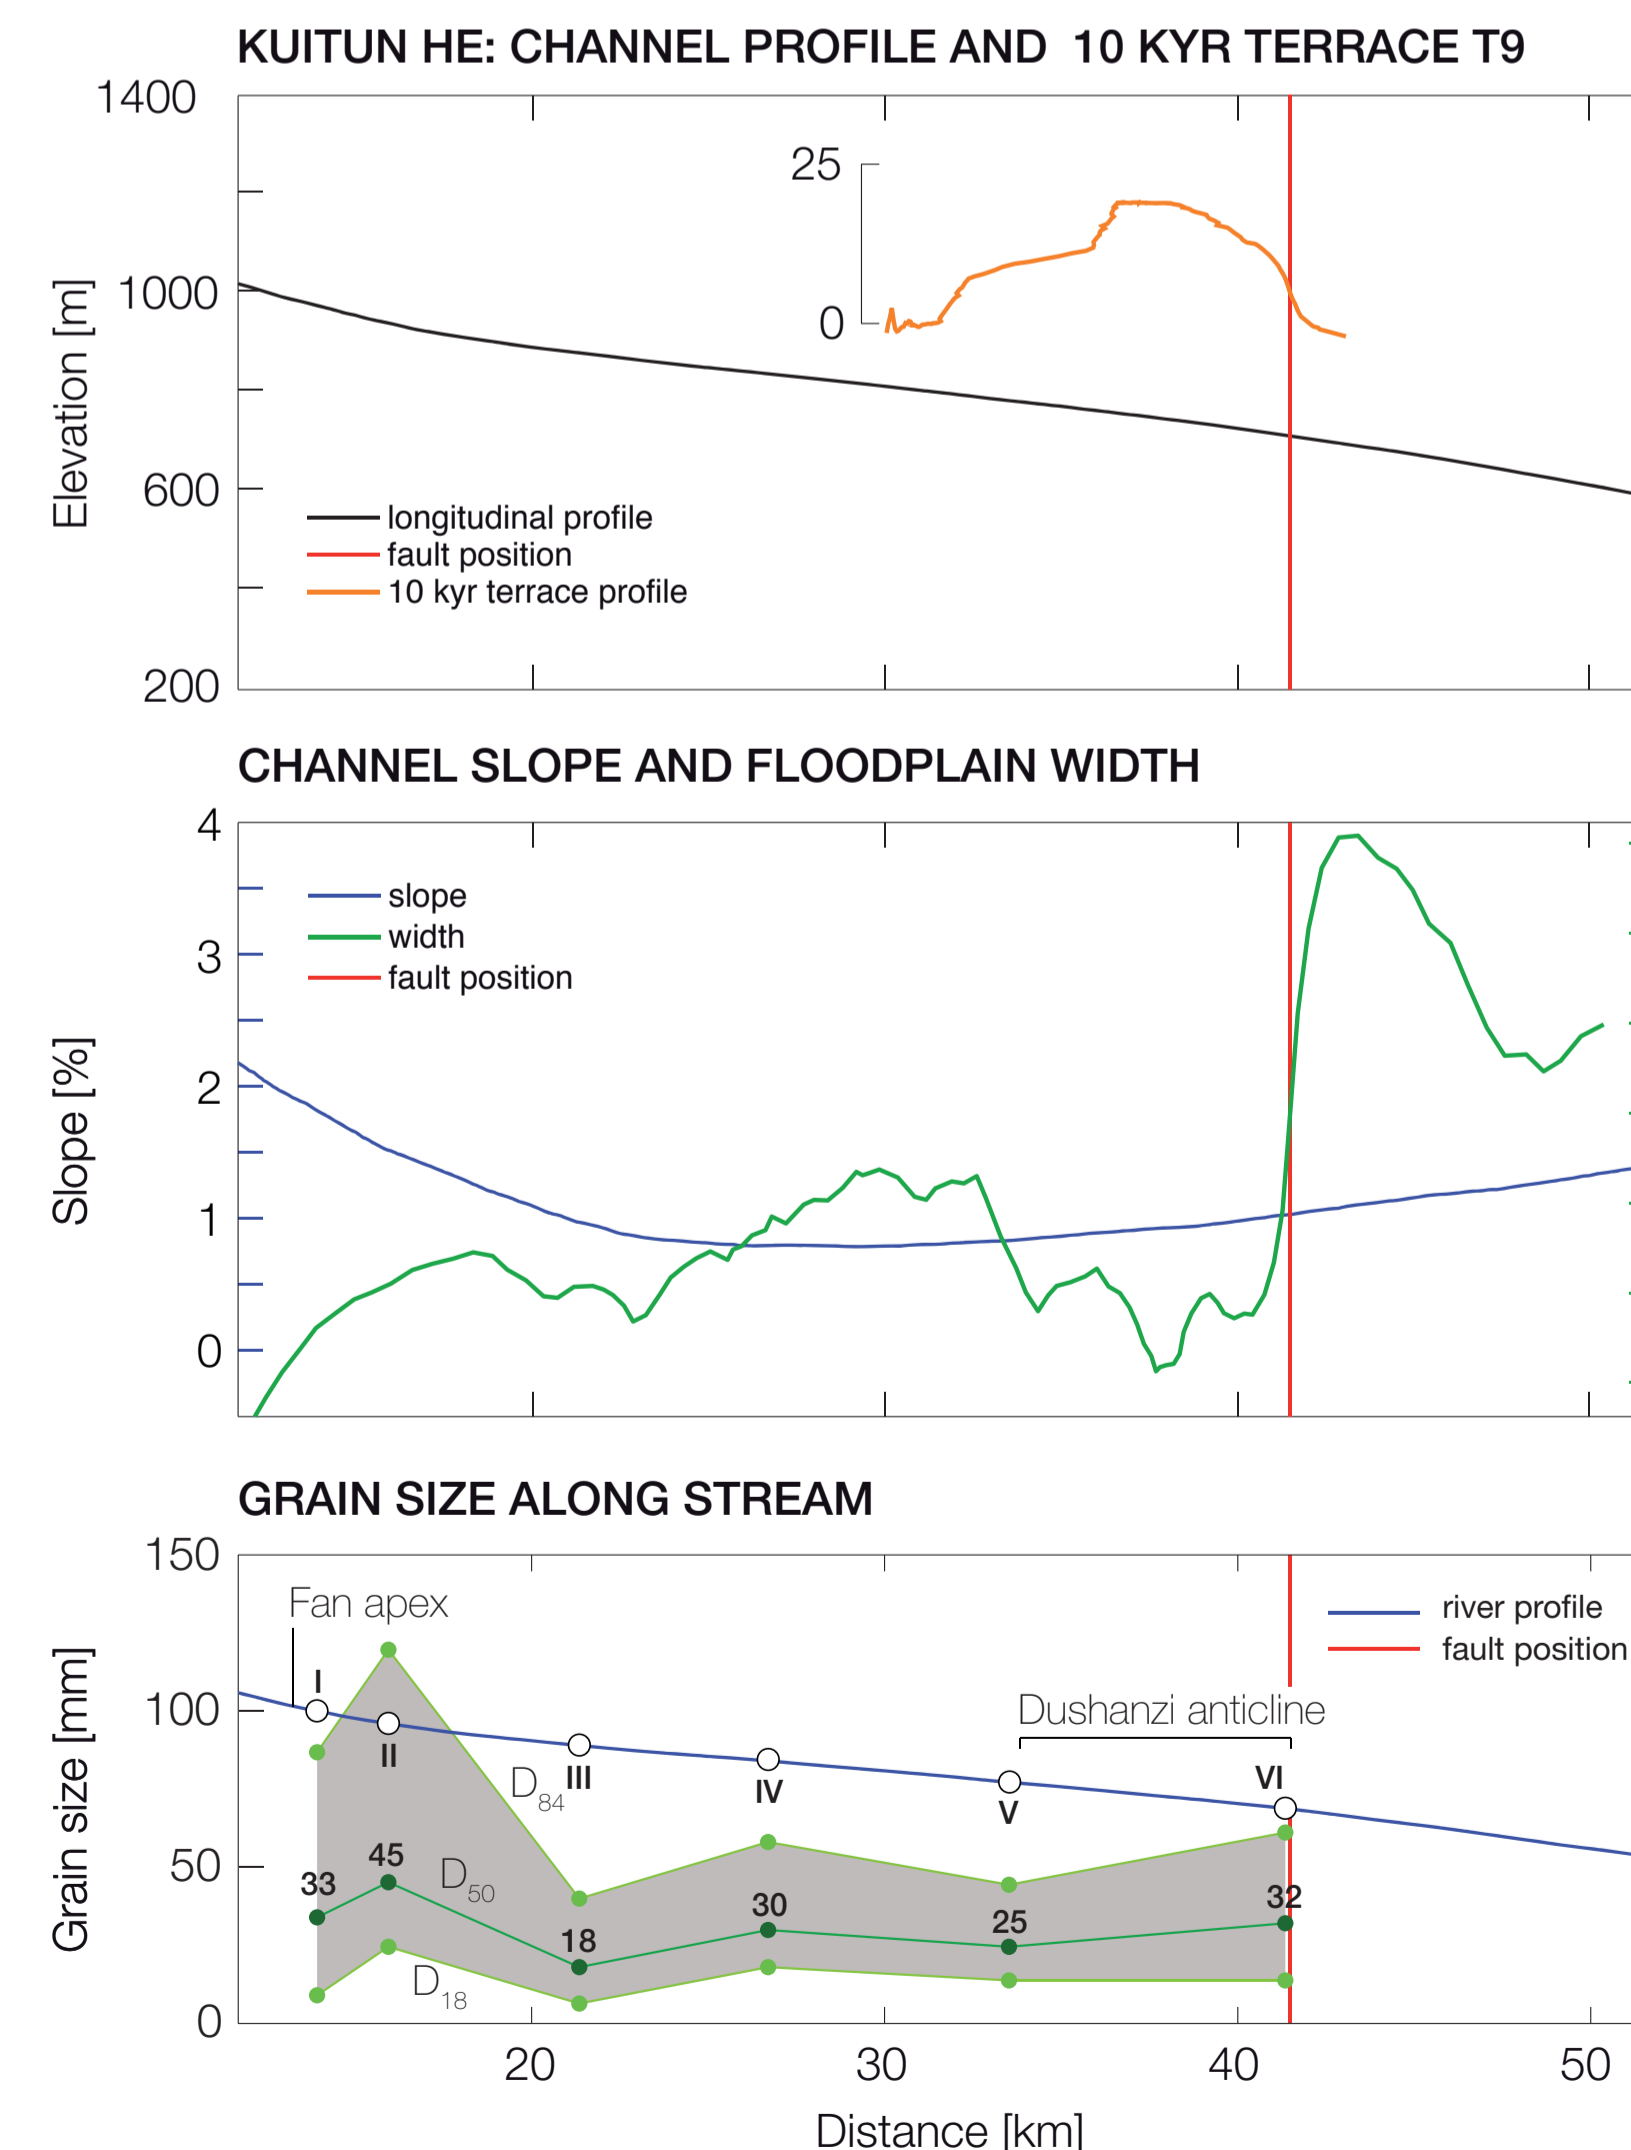 KUITUN HE: CHANNEL PROFILE AND 10 KYR TERRACE T9
1400
1000
600
200
Elevation [m]
25
0
longitudinal profile
fault position
10 kyr terrace profile
CHANNEL SLOPE AND FLOODPLAIN WIDTH
4
3
2
1
0
Slope [%]
slope
width
fault position
GRAIN SIZE ALONG STREAM
150
100
50
0
Grain size [mm]
Fan apex
river profile
fault position
Dushanzi anticline
I
II
III
IV
V
VI
D84
D50
D18
33
45
18
30
25
32
20
30
40
50
Distance [km]